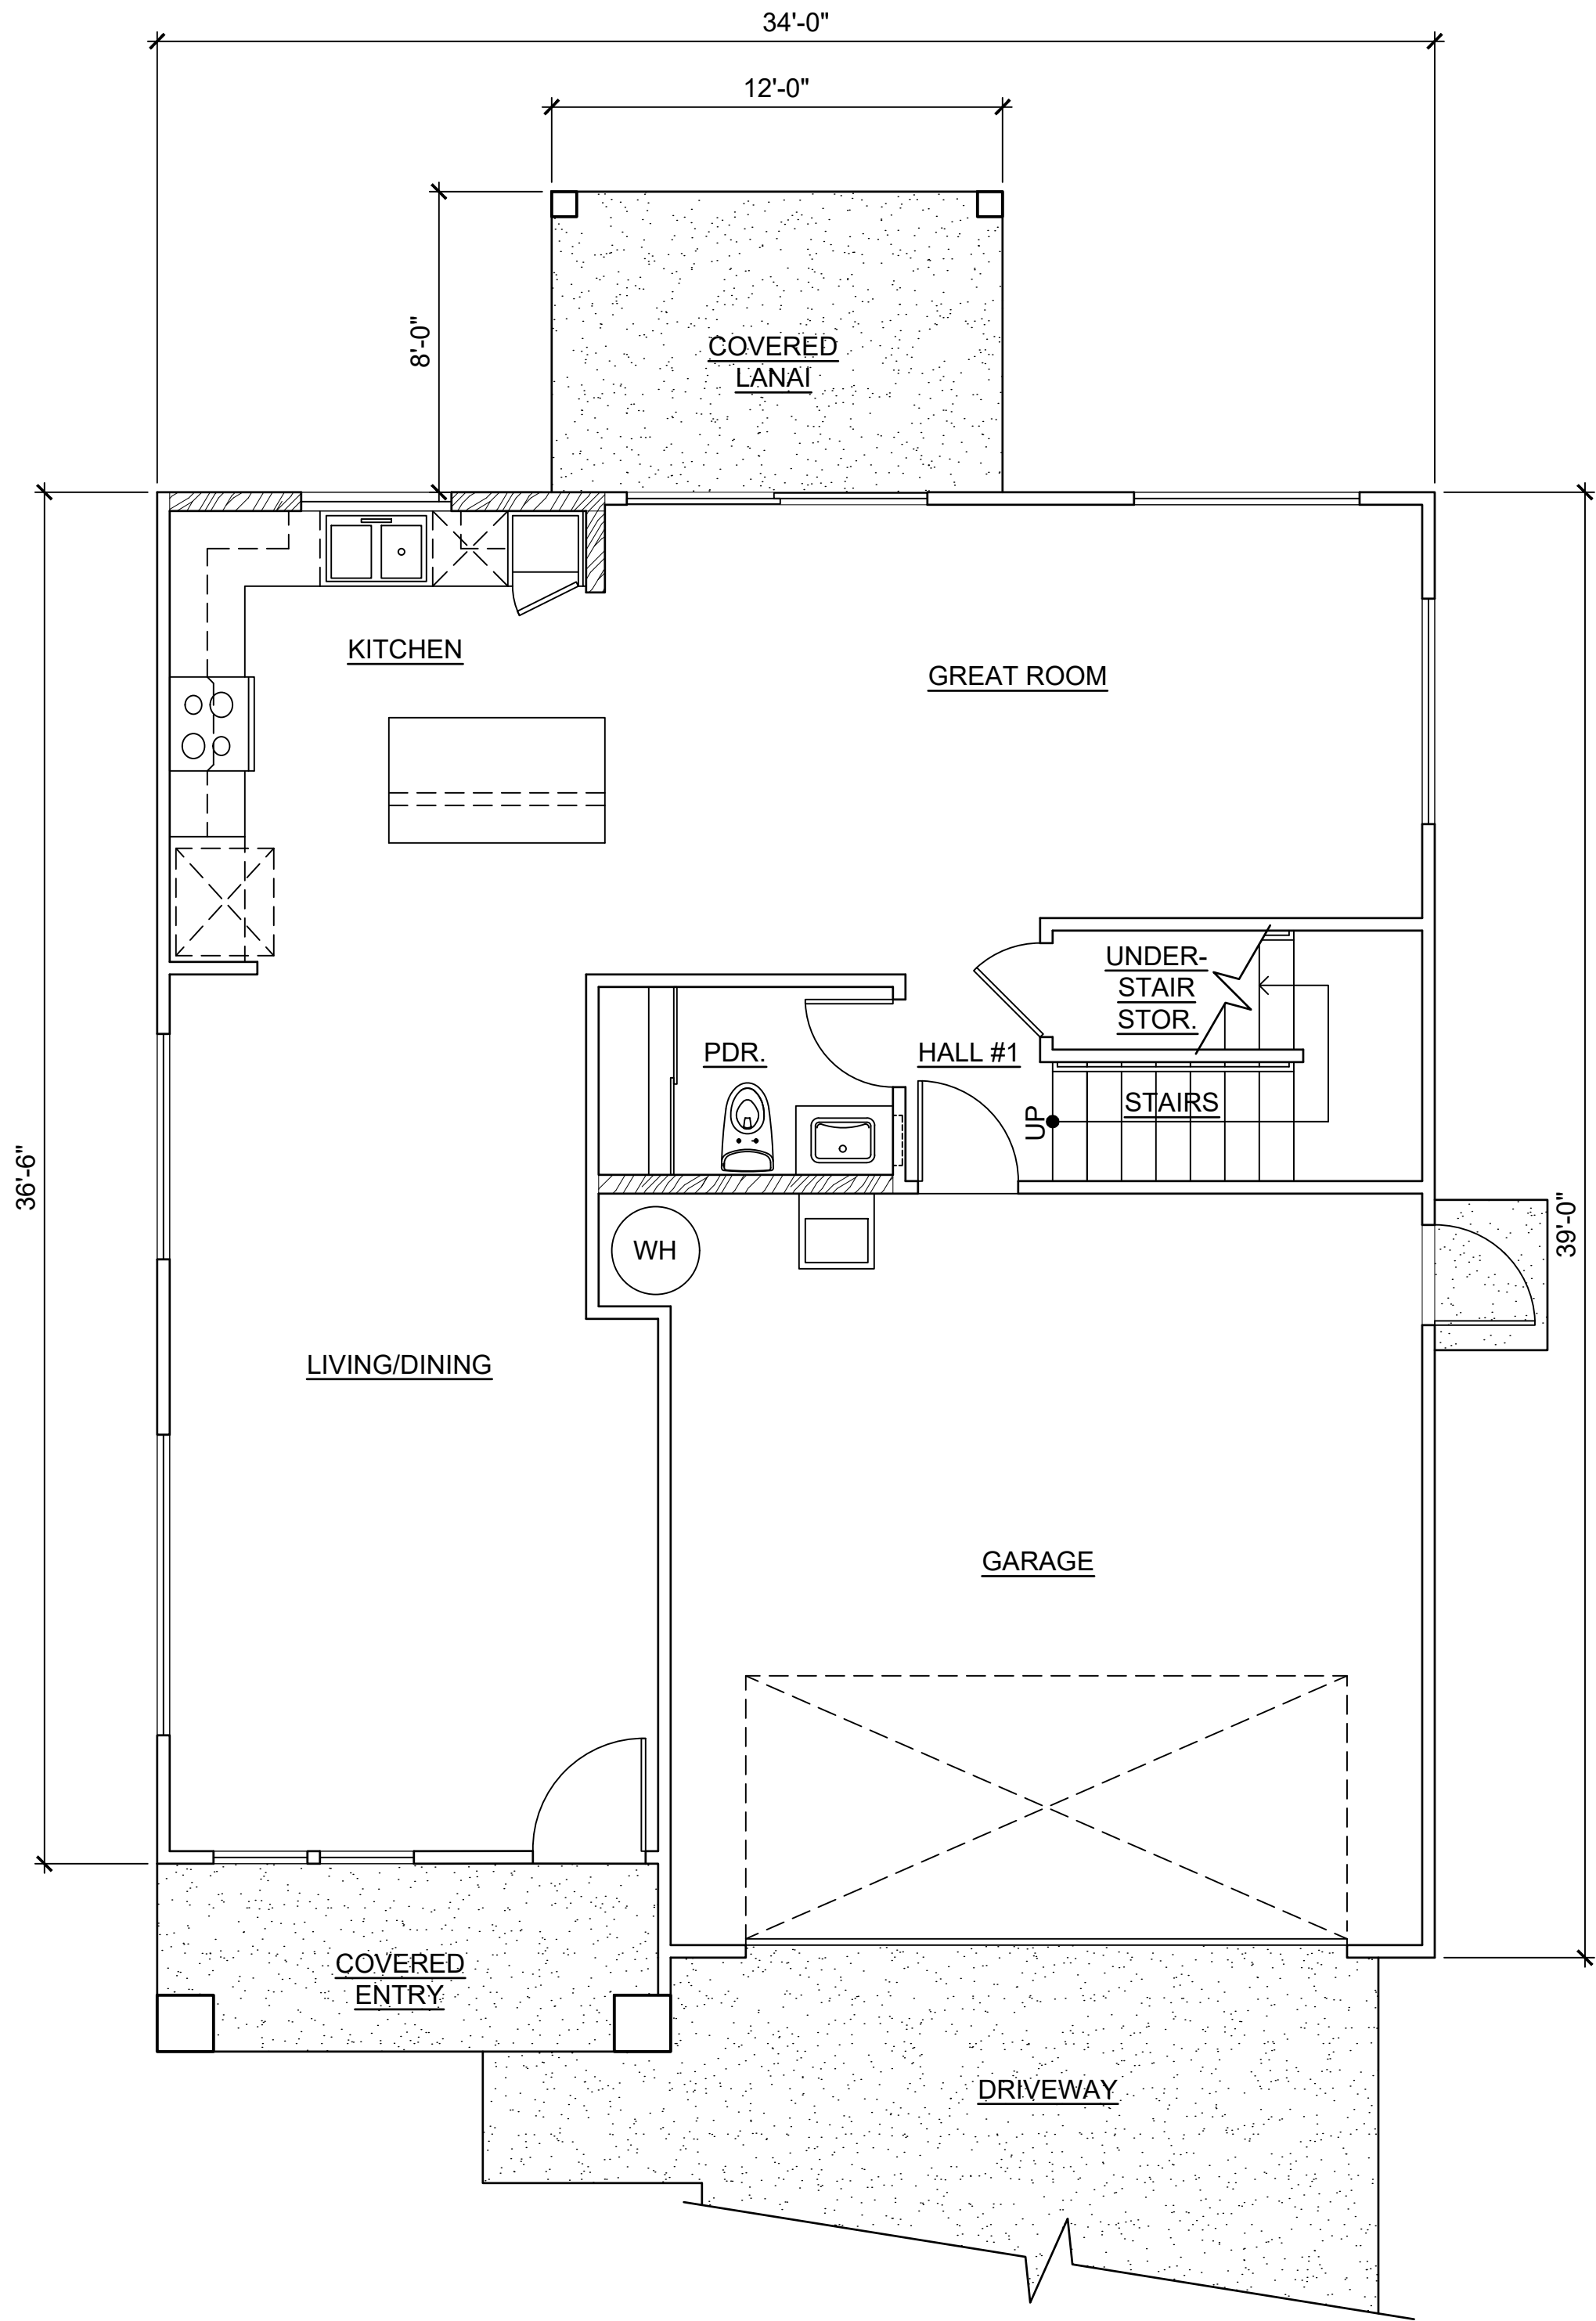 34'-0"
12'-0"
8'-0"
COVERED
LANAI
KITCHEN
GREAT ROOM
UNDER-
STAIR
STOR.
PDR.
HALL #1
STAIRS
UP
36'-6"
39'-0"
WH
LIVING/DINING
GARAGE
COVERED
ENTRY
DRIVEWAY